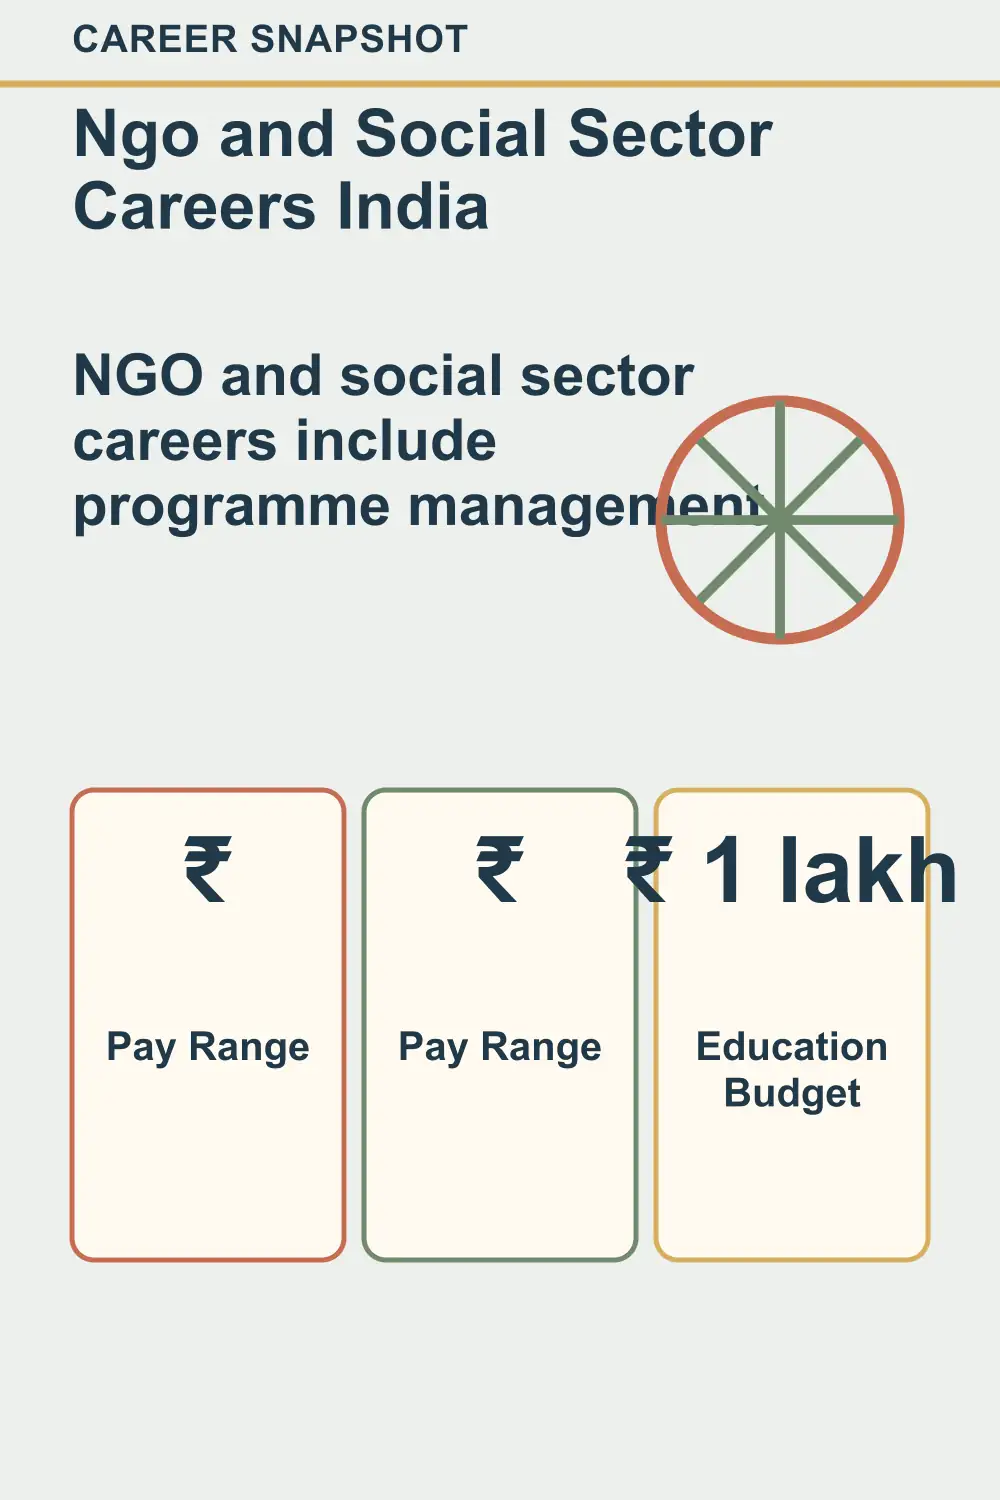 CAREER SNAPSHOT
Ngo and Social Sector
Careers India
NGO and social sector
careers include
programme management
₹
Pay Range
₹
Pay Range
₹ 1 lakh
Education
Budget